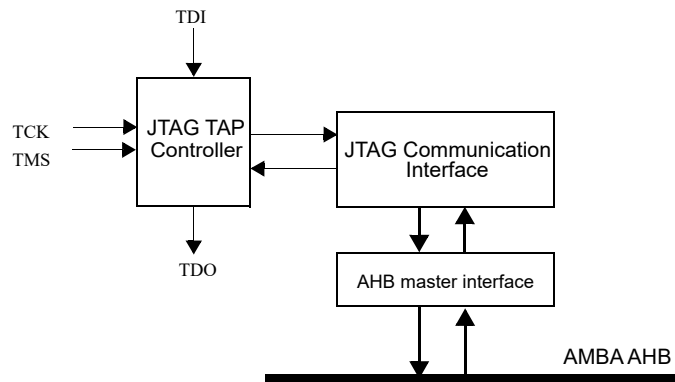 TDI
TCK
TMS
JTAG TAP
Controller
JTAG Communication
Interface
TDO
AHB master interface
AMBA AHB